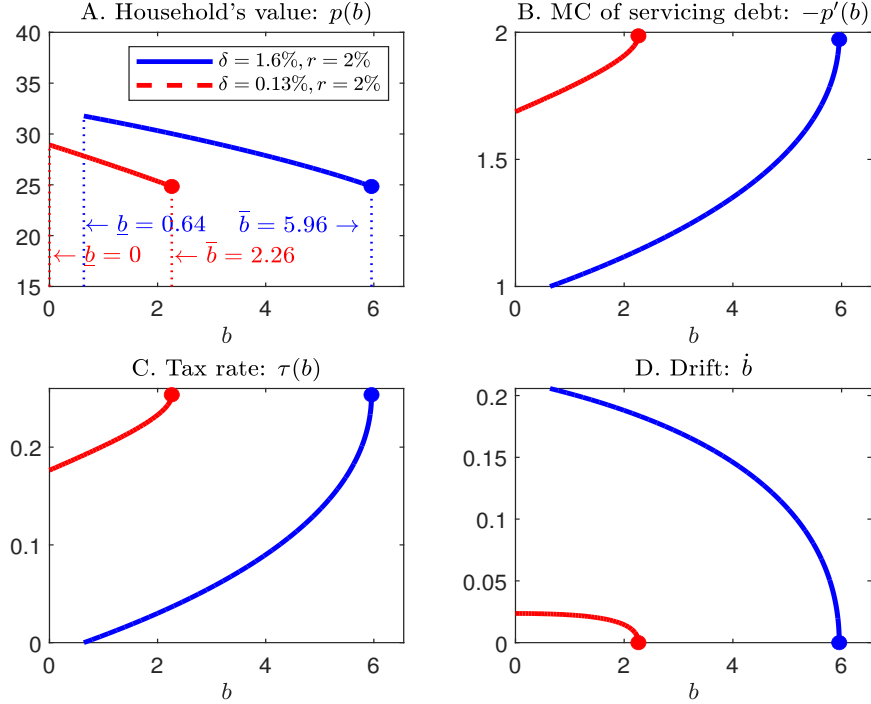 A. Household's value: p(b)
40
35
30
25
20
15
δ = 1.6%, r = 2%
δ = 0.13%, r = 2%
← b̲ = 0.64
b̅ = 5.96 →
← b̲ = 0
← b̅ = 2.26
0 2 4 6
b
B. MC of servicing debt: −p′(b)
2
1.5
1
0 2 4 6
b
C. Tax rate: τ(b)
0.2
0.1
0
0 2 4 6
b
D. Drift: ḃ
0.2
0.15
0.1
0.05
0
0 2 4 6
b